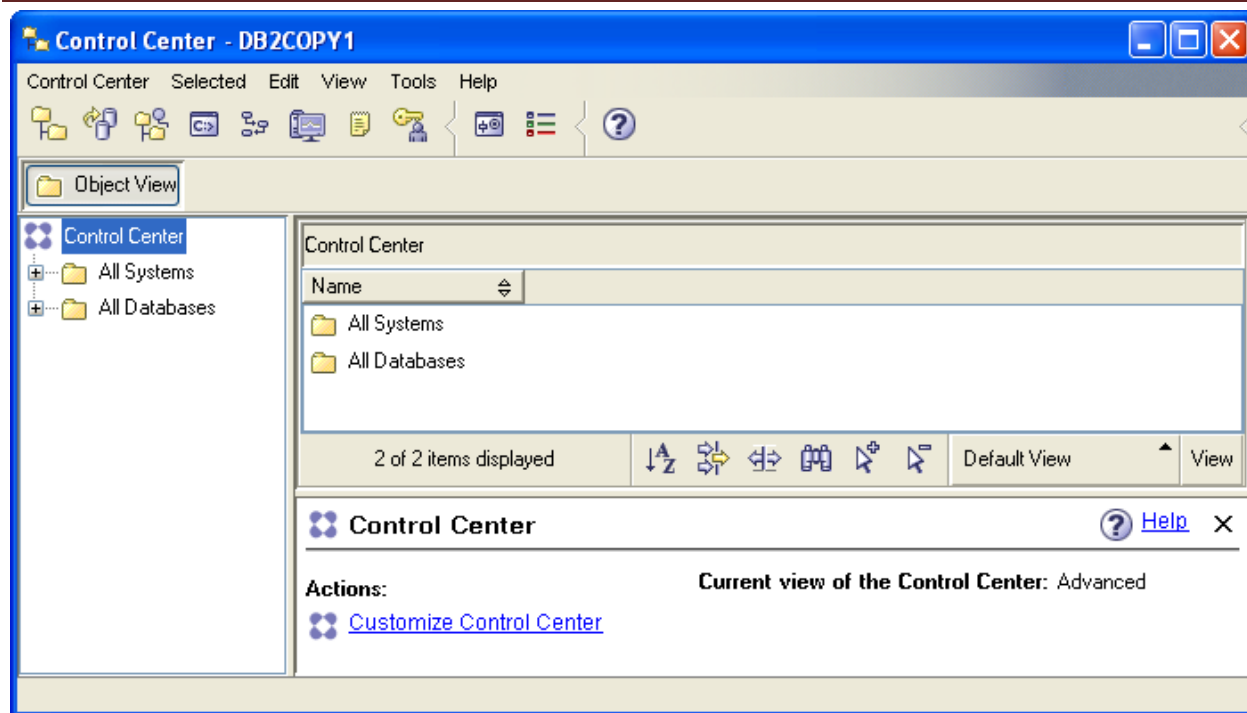 Control Center - DB2COPY1
Control Center Selected Edit View Tools Help
Object View
Control Center
All Systems
All Databases
Control Center
Name
All Systems
All Databases
2 of 2 items displayed
Default View
View
Control Center
Help
Actions:
Current view of the Control Center: Advanced
Customize Control Center